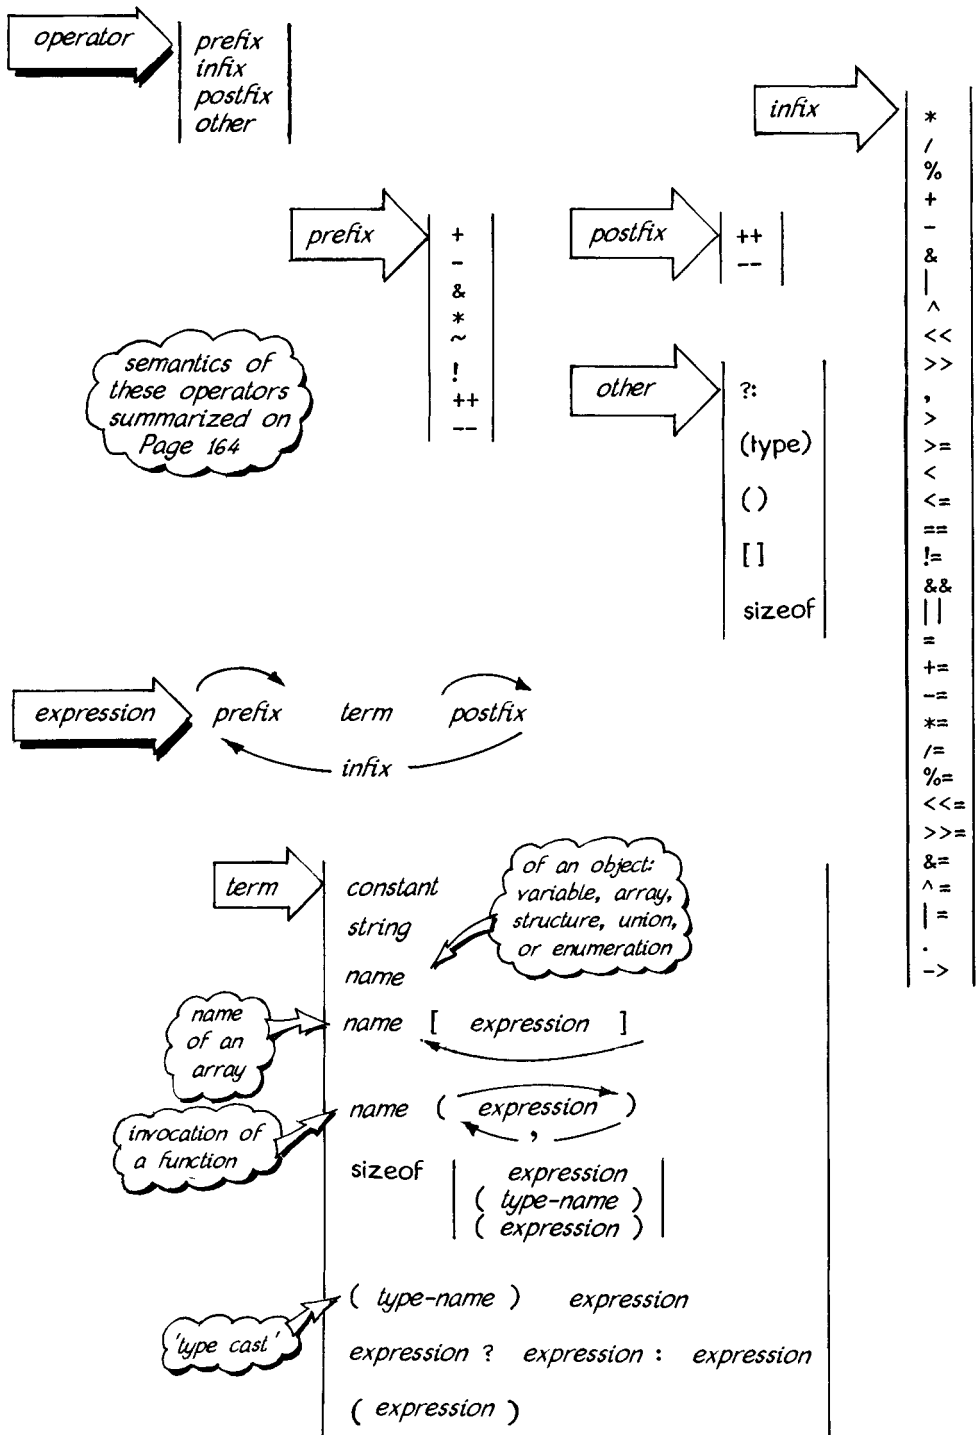 operator
prefix
infix
postfix
other
infix
*
/
%
+
-
&
|
^
<<
>>
,
>
>=
<
<=
==
!=
&&
||
=
+=
-=
*=
/=
%=
<<=
>>=
&=
^=
|=
.
->
prefix
+
-
&
*
~
!
++
--
postfix
++
--
semantics of
these operators
summarized on
Page 164
other
?:
(type)
()
[]
sizeof
expression prefix term postfix
infix
term
constant
string
name
of an object:
variable, array,
structure, union,
or enumeration
name
of an
array
name [ expression ]
invocation of
a function
name ( expression )
,
sizeof
expression
( type-name )
( expression )
'type cast'
( type-name ) expression
expression ? expression : expression
( expression )